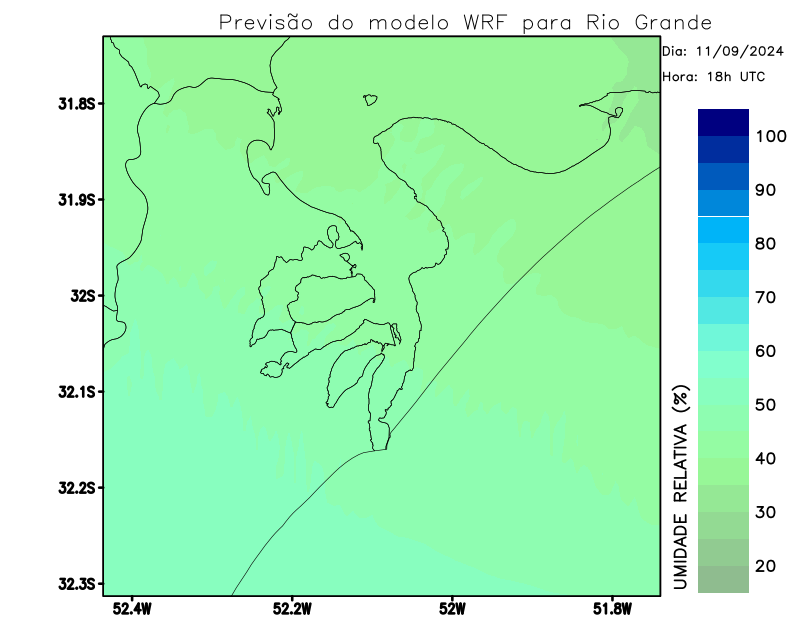 Previsão do modelo WRF para Rio Grande
Dia: 11/09/2024
Hora: 18h UTC
31.8S
31.9S
32S
32.1S
32.2S
32.3S
52.4W
52.2W
52W
51.8W
100
90
80
70
60
50
40
30
20
UMIDADE RELATIVA (%)